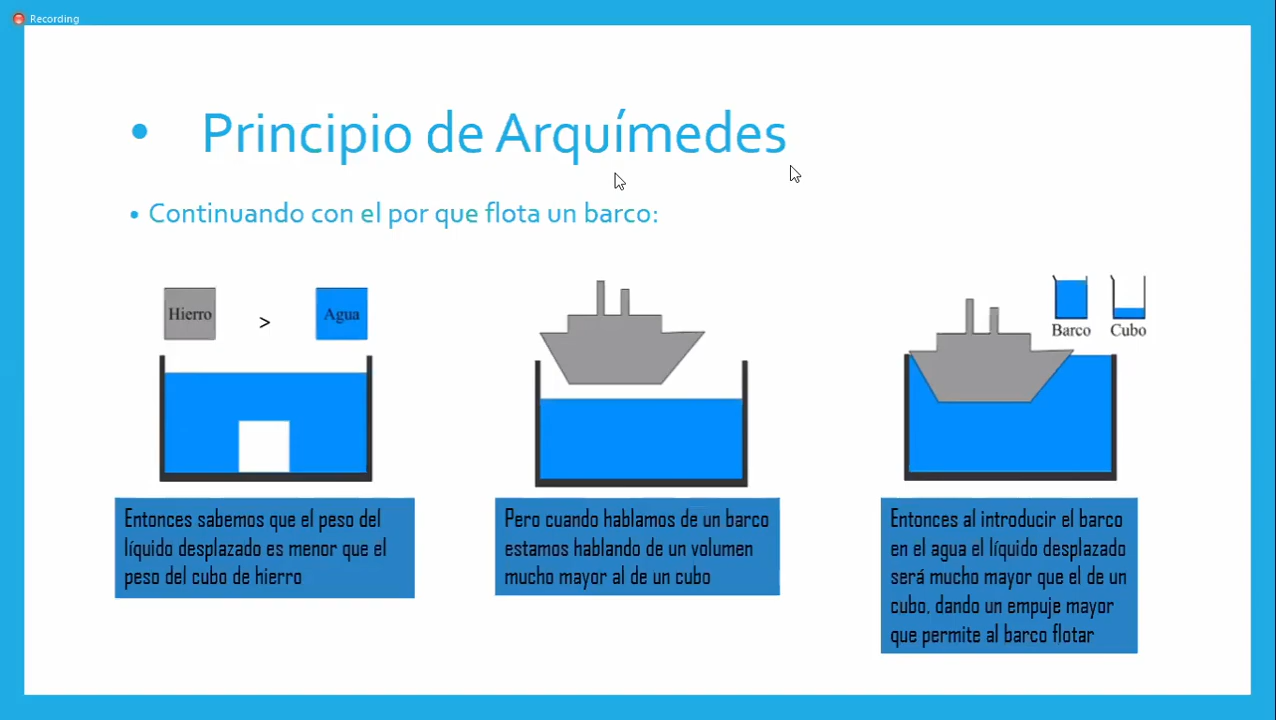 Recording
• Principio de Arquímedes
• Continuando con el por que flota un barco:
Hierro > Agua
Barco Cubo
Entonces sabemos que el peso del
líquido desplazado es menor que el
peso del cubo de hierro
Pero cuando hablamos de un barco
estamos hablando de un volumen
mucho mayor al de un cubo
Entonces al introducir el barco
en el agua el líquido desplazado
será mucho mayor que el de un
cubo, dando un empuje mayor
que permite al barco flotar